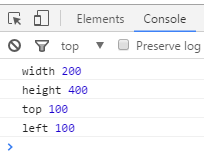 Elements Console
top Preserve log
width 200
height 400
top 100
left 100